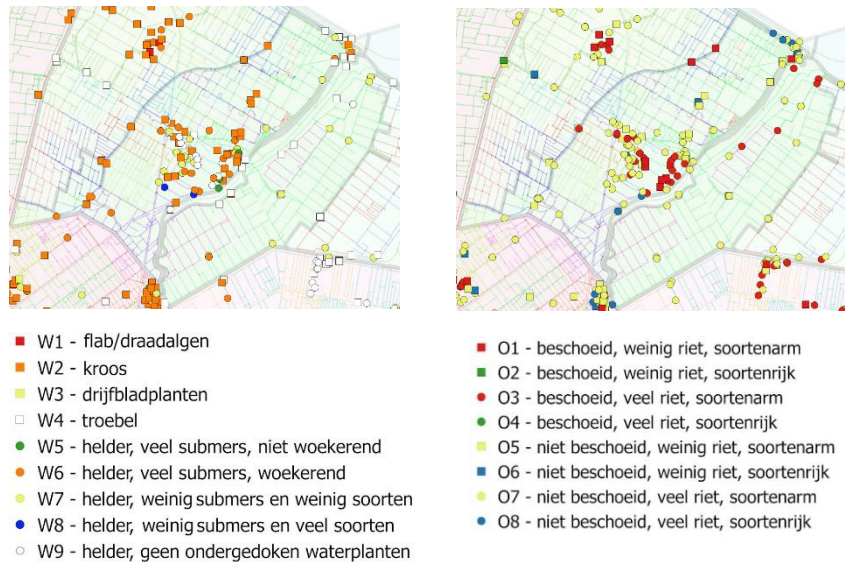 W1 - flab/draadalgen
W2 - kroos
W3 - drijfbladplanten
W4 - troebel
W5 - helder, veel submers, niet woekerend
W6 - helder, veel submers, woekerend
W7 - helder, weinig submers en weinig soorten
W8 - helder, weinig submers en veel soorten
W9 - helder, geen ondergedoken waterplanten
O1 - beschoeid, weinig riet, soortenarm
O2 - beschoeid, weinig riet, soortenrijk
O3 - beschoeid, veel riet, soortenarm
O4 - beschoeid, veel riet, soortenrijk
O5 - niet beschoeid, weinig riet, soortenarm
O6 - niet beschoeid, weinig riet, soortenrijk
O7 - niet beschoeid, veel riet, soortenarm
O8 - niet beschoeid, veel riet, soortenrijk